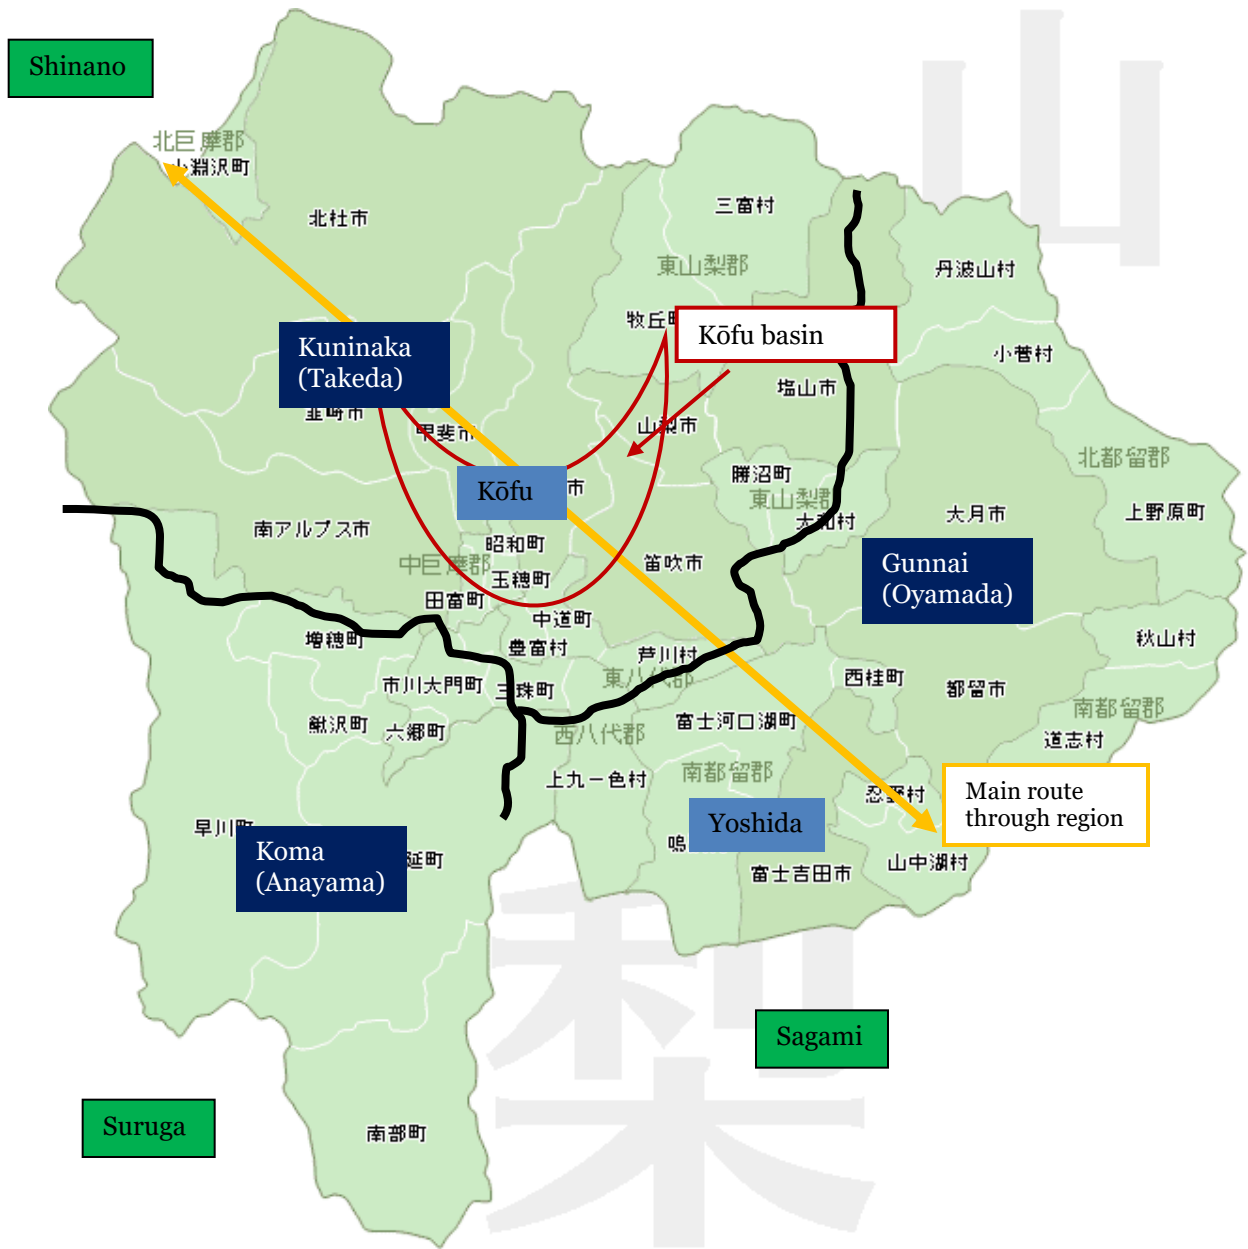 山
Shinano
北巨摩郡
小淵沢町
北杜市
三富村
東山梨郡
丹波山村
牧丘町
Kōfu basin
小菅村
Kuninaka
(Takeda)
塩山市
韮崎市
甲斐市
山梨市
北都留郡
勝沼町
Kōfu
市
東山梨郡
大和村
大月市
上野原町
南アルプス市
昭和町
中巨摩郡
玉穂町
笛吹市
Gunnai
(Oyamada)
田富町
中道町
増穂町
豊富村
芦川村
秋山村
東八代郡
市川大門町
三珠町
西桂町
都留市
鰍沢町
六郷町
西八代郡
富士河口湖町
南都留郡
道志村
上九一色村
南都留郡
忍野村
Main route
through region
早川町
Koma
(Anayama)
延町
Yoshida
鳴
富士吉田市
山中湖村
梨
Sagami
Suruga
南部町